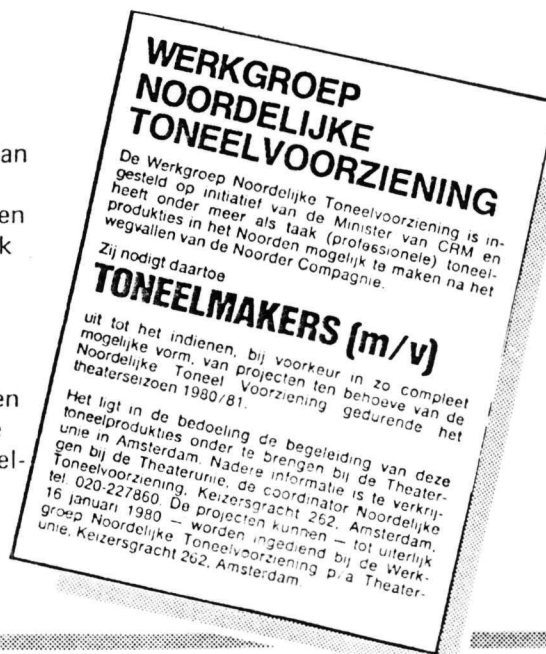 an
en
k
en
e
el-
WERKGROEP
NOORDELIJKE
TONEELVOORZIENING
De Werkgroep Noordelijke Toneelvoorziening is in-
gesteld op initiatief van de Minister van CRM en
heeft onder meer als taak (professionele) toneel-
produkties in het Noorden mogelijk te maken na het
wegvallen van de Noorder Compagnie.
Zij nodigt daartoe
TONEELMAKERS (m/v)
uit tot het indienen, bij voorkeur in zo compleet
mogelijke vorm, van projecten ten behoeve van de
Noordelijke Toneel Voorziening gedurende het
theaterseizoen 1980/81.
Het ligt in de bedoeling de begeleiding van deze
toneelprodukties onder te brengen bij de Theater-
unie in Amsterdam. Nadere informatie is te verkrij-
gen bij de Theaterunie, de coordinator Noordelijke
Toneelvoorziening, Keizersgracht 262, Amsterdam,
tel. 020-227860. De projecten kunnen — tot uiterlijk
16 januari 1980 — worden ingediend bij de Werk-
groep Noordelijke Toneelvoorziening p/a Theater-
unie, Keizersgracht 262, Amsterdam.